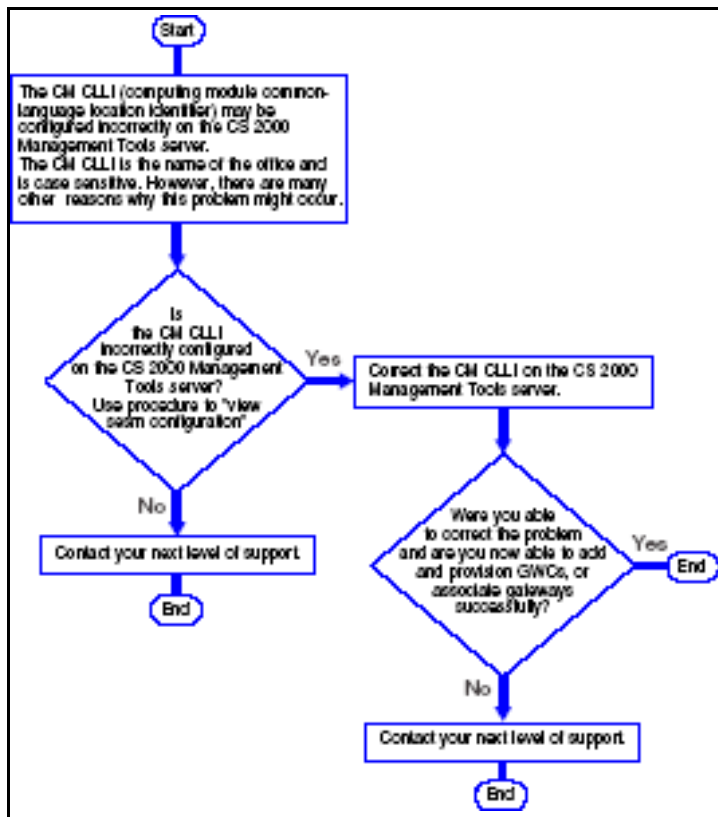 Start
The CM CLLI (computing module common-
language location identifier) may be
configured incorrectly on the CS 2000
Management Tools server.
The CM CLLI is the name of the office and
is case sensitive. However, there are many
other reasons why this problem might occur.
Is
the CM CLLI
incorrectly configured
on the CS 2000 Management
Tools server?
Use procedure to "view
sesm configuration"
Yes
Correct the CM CLLI on the CS 2000
Management Tools server.
No
Contact your next level of support.
End
Were you able
to correct the problem
and are you now able to add
and provision GWCs, or
associate gateways
successfully?
Yes
End
No
Contact your next level of support.
End